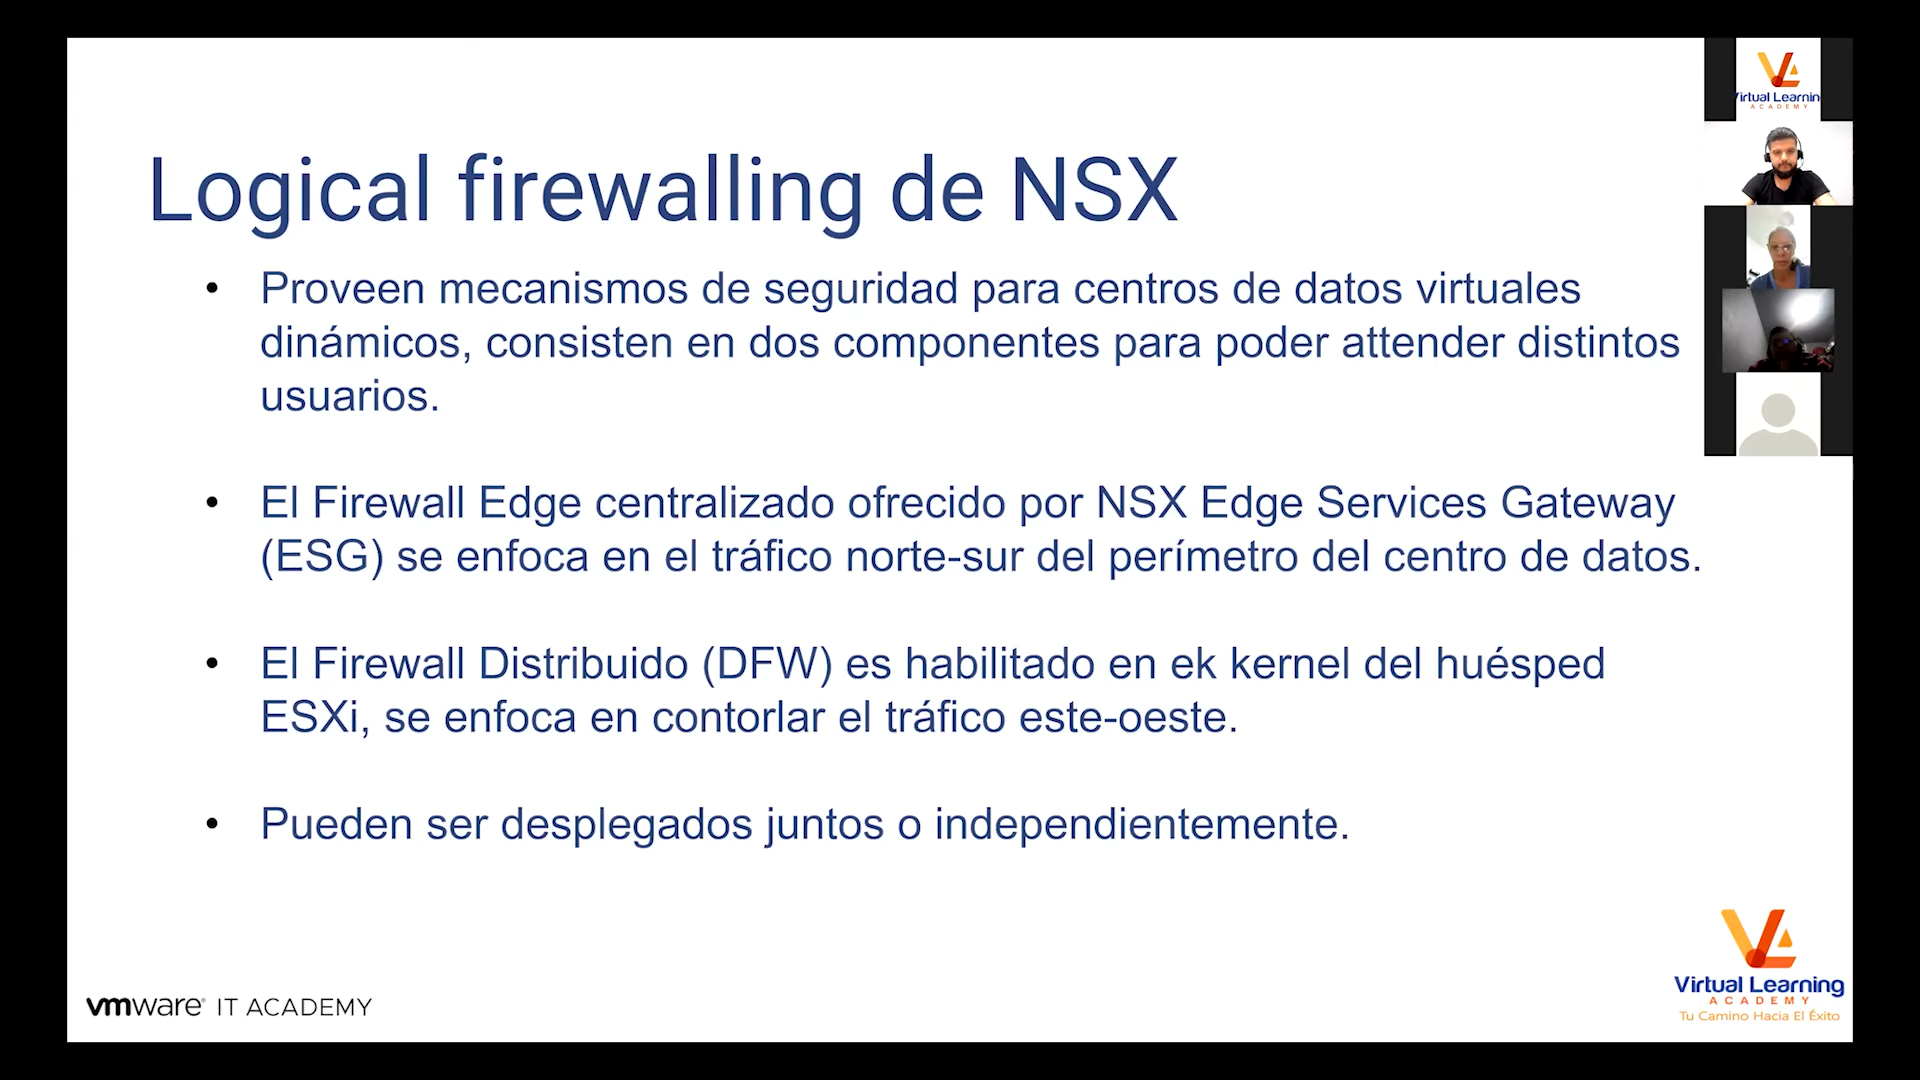 Logical firewalling de NSX
• Proveen mecanismos de seguridad para centros de datos virtuales
dinámicos, consisten en dos componentes para poder attender distintos
usuarios.
• El Firewall Edge centralizado ofrecido por NSX Edge Services Gateway
(ESG) se enfoca en el tráfico norte-sur del perímetro del centro de datos.
• El Firewall Distribuido (DFW) es habilitado en ek kernel del huésped
ESXi, se enfoca en contorlar el tráfico este-oeste.
• Pueden ser desplegados juntos o independientemente.
vmware® IT ACADEMY
Virtual Learning
ACADEMY
Tu Camino Hacia El Éxito
Virtual Learnin
ACADEMY